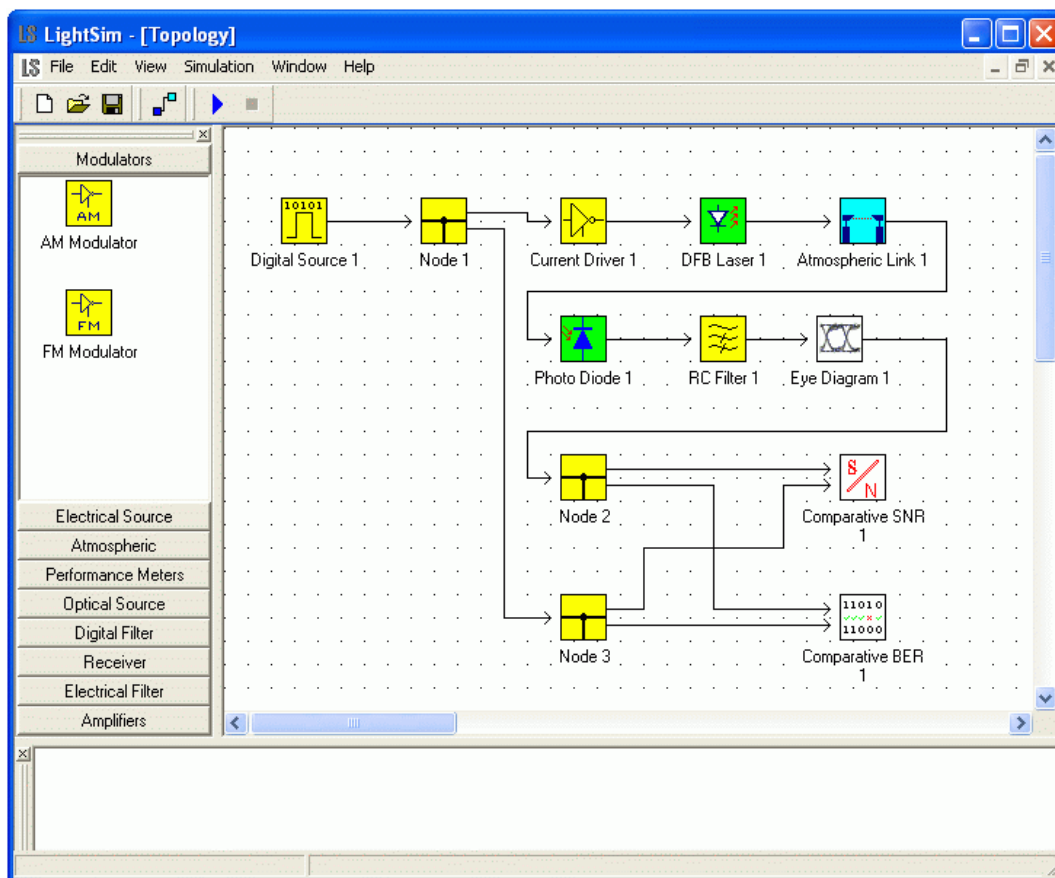 LS LightSim - [Topology]
LS File Edit View Simulation Window Help
Modulators
AM
AM Modulator
FM
FM Modulator
Electrical Source
Atmospheric
Performance Meters
Optical Source
Digital Filter
Receiver
Electrical Filter
Amplifiers
10101
Digital Source 1
Node 1
Current Driver 1
DFB Laser 1
Atmospheric Link 1
Photo Diode 1
RC Filter 1
Eye Diagram 1
Node 2
S/N
Comparative SNR
1
Node 3
11010
11000
Comparative BER
1